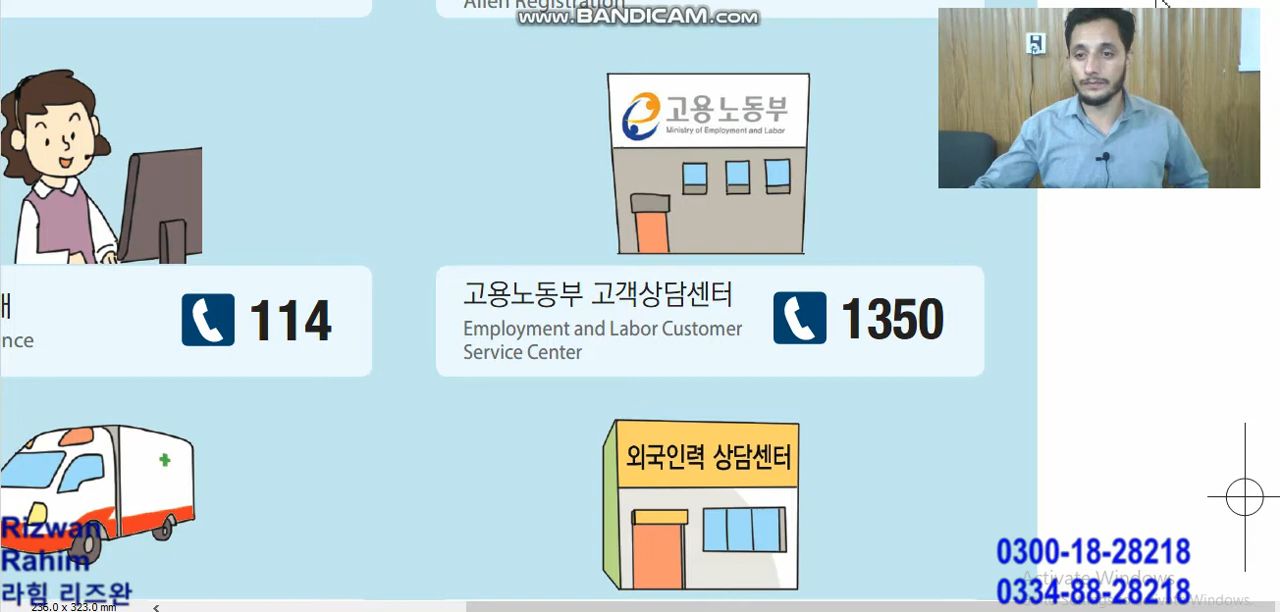 Alien Registration
www.BANDICAM.com
고용노동부
Ministry of Employment and Labor
내
nce
114
고용노동부 고객상담센터
Employment and Labor Customer
Service Center
1350
외국인력 상담센터
Rizwan
Rahim
라힘 리즈완
0300-18-28218
0334-88-28218
Activate Windows
Windows.
236.0 x 323.0 mm